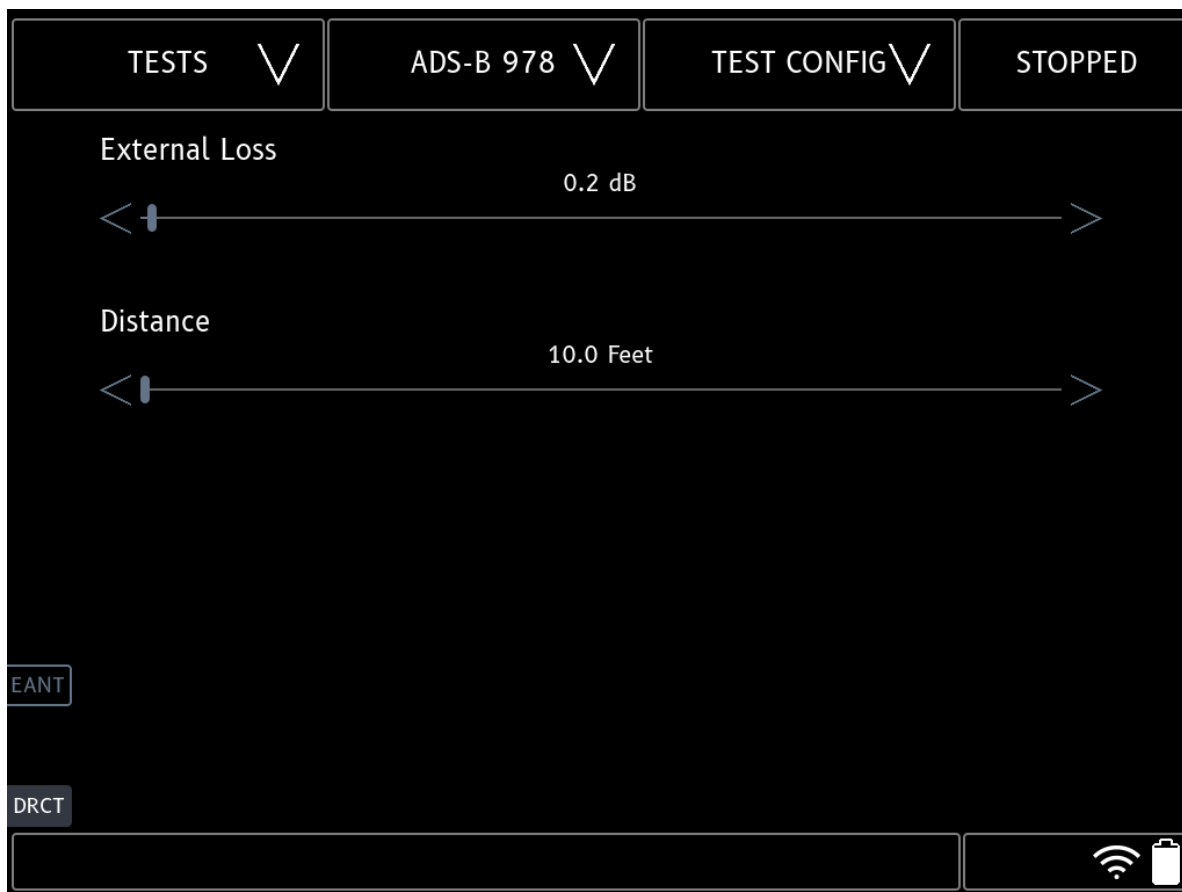 TESTS
ADS-B 978
TEST CONFIG
STOPPED
External Loss
0.2 dB
Distance
10.0 Feet
EANT
DRCT